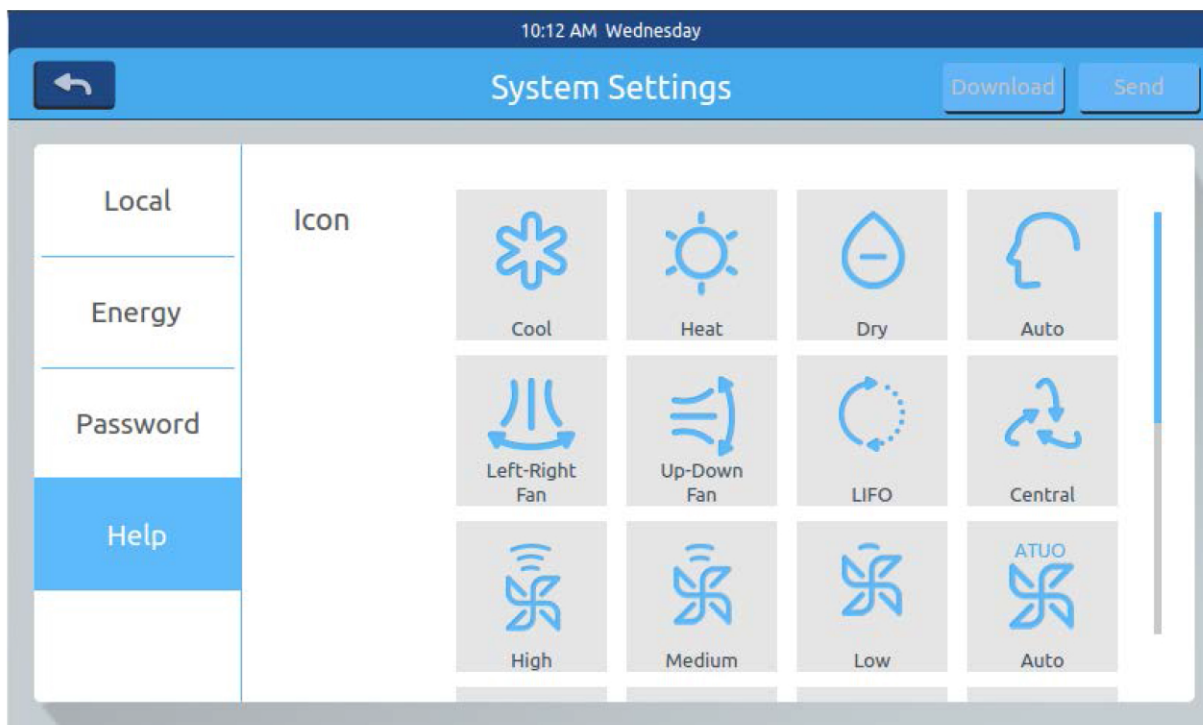 10:12 AM Wednesday
System Settings
Download
Send
Local
Energy
Password
Help
Icon
Cool
Heat
Dry
Auto
Left-Right
Fan
Up-Down
Fan
LIFO
Central
ATUO
High
Medium
Low
Auto